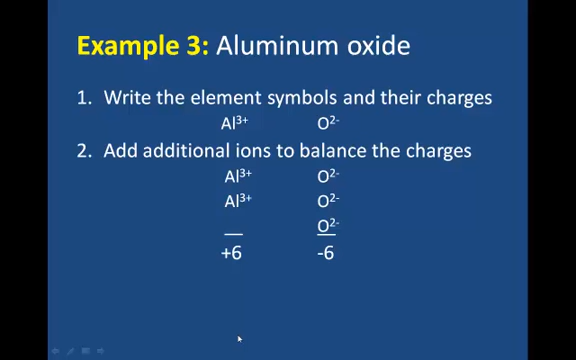 Example 3: Aluminum oxide
1. Write the element symbols and their charges
Al³⁺ O²⁻
2. Add additional ions to balance the charges
Al³⁺ O²⁻
Al³⁺ O²⁻
__ O²⁻
+6 -6